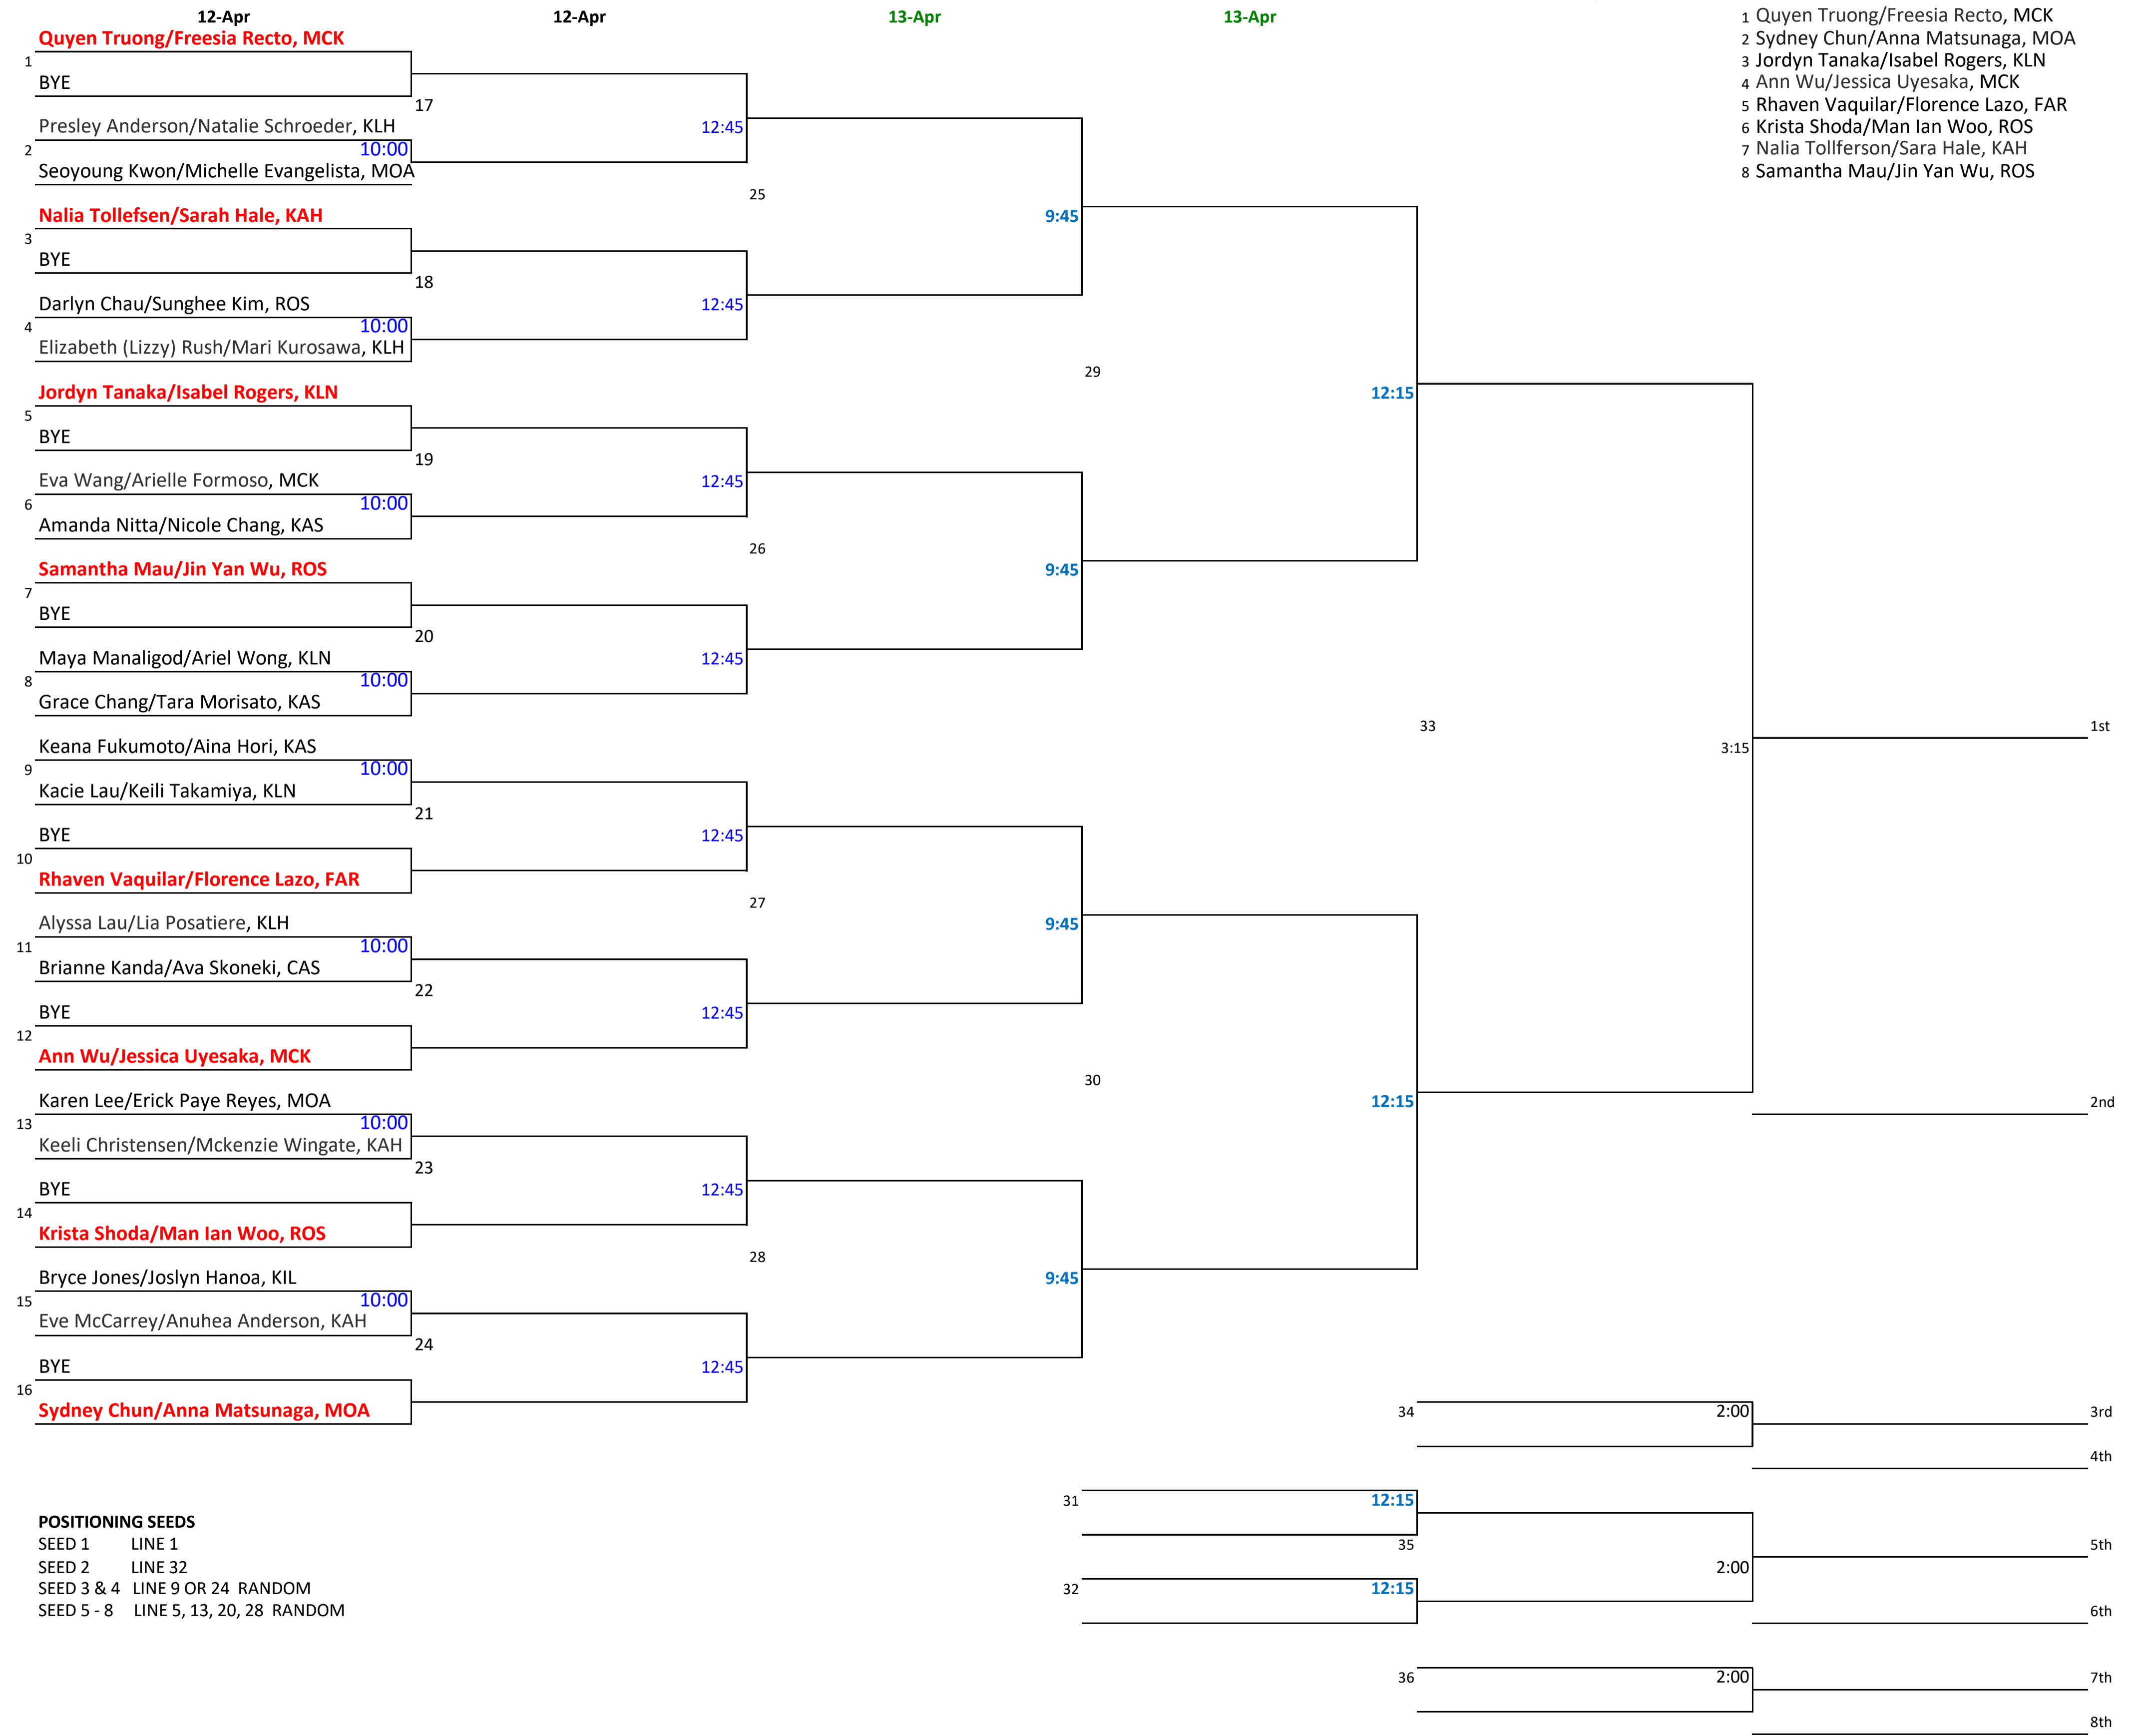 12-Apr 12-Apr 13-Apr 13-Apr
1 Quyen Truong/Freesia Recto, MCK
2 Sydney Chun/Anna Matsunaga, MOA
3 Jordyn Tanaka/Isabel Rogers, KLN
4 Ann Wu/Jessica Uyesaka, MCK
5 Rhaven Vaquilar/Florence Lazo, FAR
6 Krista Shoda/Man Ian Woo, ROS
7 Nalia Tollferson/Sara Hale, KAH
8 Samantha Mau/Jin Yan Wu, ROS
Quyen Truong/Freesia Recto, MCK
1
BYE
17
Presley Anderson/Natalie Schroeder, KLH
12:45
2 10:00
Seoyoung Kwon/Michelle Evangelista, MOA
25
Nalia Tollefsen/Sarah Hale, KAH
9:45
3
BYE
18
Darlyn Chau/Sunghee Kim, ROS
12:45
4 10:00
Elizabeth (Lizzy) Rush/Mari Kurosawa, KLH
29
Jordyn Tanaka/Isabel Rogers, KLN
12:15
5
BYE
19
Eva Wang/Arielle Formoso, MCK
12:45
6 10:00
Amanda Nitta/Nicole Chang, KAS
26
Samantha Mau/Jin Yan Wu, ROS
9:45
7
BYE
20
Maya Manaligod/Ariel Wong, KLN
12:45
8 10:00
Grace Chang/Tara Morisato, KAS
33
1st
Keana Fukumoto/Aina Hori, KAS
3:15
9 10:00
Kacie Lau/Keili Takamiya, KLN
21
BYE
12:45
10
Rhaven Vaquilar/Florence Lazo, FAR
27
Alyssa Lau/Lia Posatiere, KLH
9:45
11 10:00
Brianne Kanda/Ava Skoneki, CAS
22
BYE
12:45
12
Ann Wu/Jessica Uyesaka, MCK
30
Karen Lee/Erick Paye Reyes, MOA
12:15
2nd
13 10:00
Keeli Christensen/Mckenzie Wingate, KAH
23
BYE
12:45
14
Krista Shoda/Man Ian Woo, ROS
28
Bryce Jones/Joslyn Hanoa, KIL
9:45
15 10:00
Eve McCarrey/Anuhea Anderson, KAH
24
BYE
12:45
16
Sydney Chun/Anna Matsunaga, MOA
34 2:00 3rd
4th
31 12:15
POSITIONING SEEDS
SEED 1 LINE 1
35 5th
SEED 2 LINE 32
2:00
SEED 3 & 4 LINE 9 OR 24 RANDOM
32 12:15
SEED 5 - 8 LINE 5, 13, 20, 28 RANDOM
6th
36 2:00 7th
8th